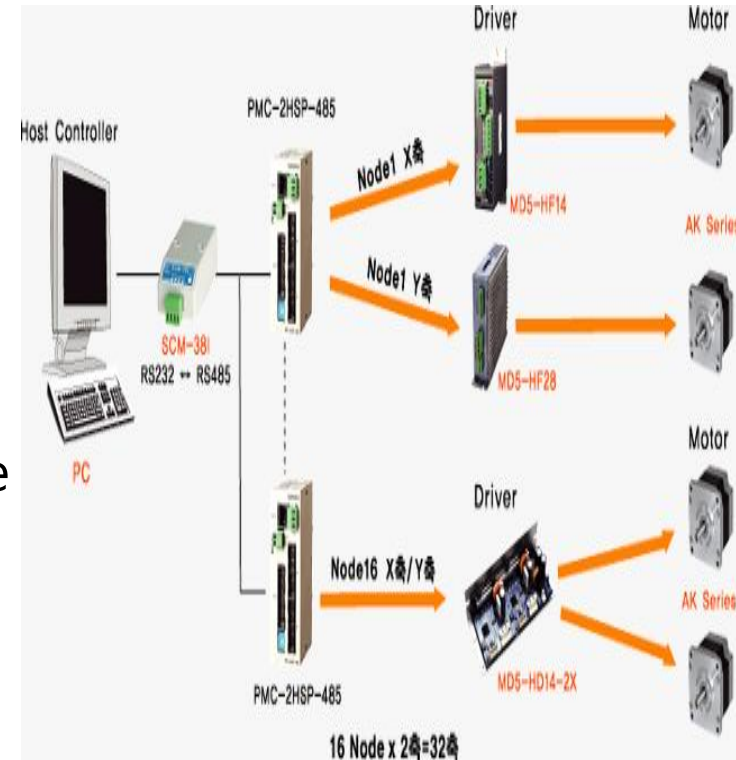 Driver
Motor
Host Controller
PMC-2HSP-485
Node1 X축
MD5-HF14
AK Series
Node1 Y축
SCM-38I
RS232 ↔ RS485
MD5-HF28
PC
e
Motor
Driver
Node16 X축/Y축
AK Series
MD5-HD14-2X
PMC-2HSP-485
16 Node x 2축=32축